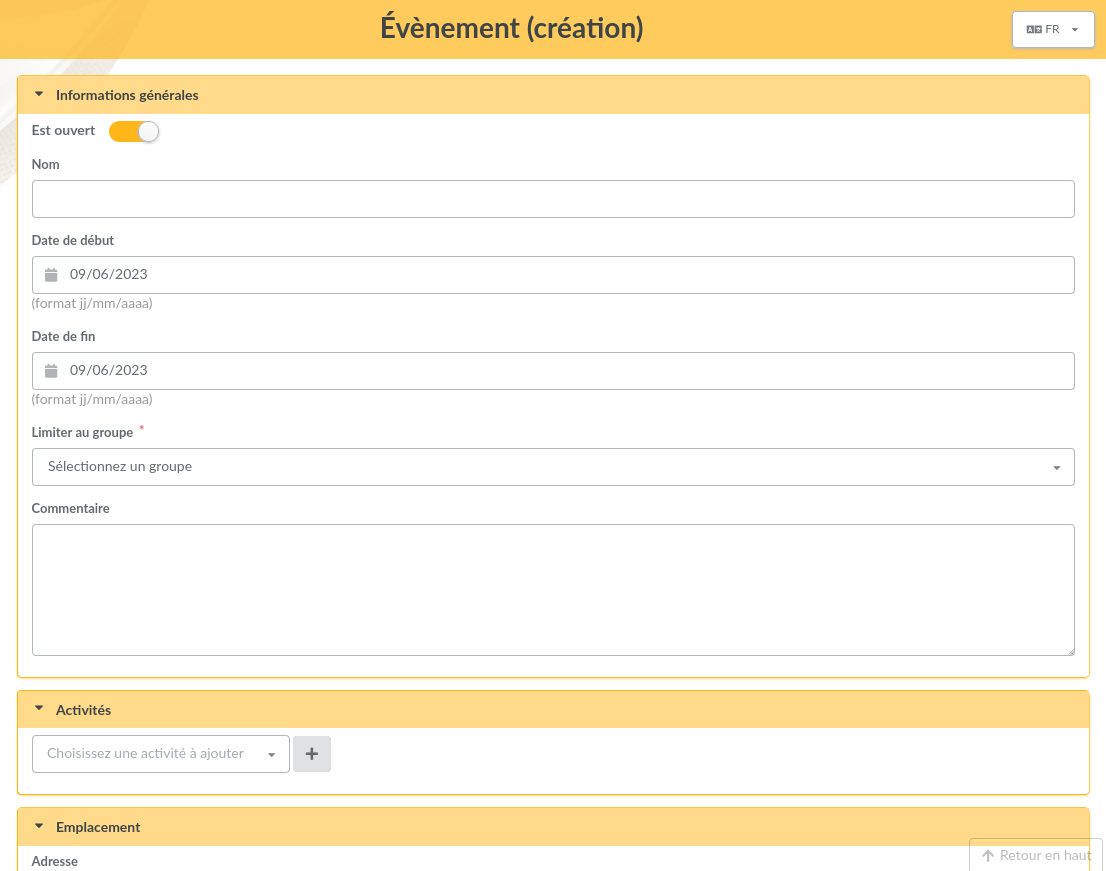 Évènement (création)
FR
Informations générales
Est ouvert
Nom
Date de début
09/06/2023
(format jj/mm/aaaa)
Date de fin
09/06/2023
(format jj/mm/aaaa)
Limiter au groupe *
Sélectionnez un groupe
Commentaire
Activités
Choisissez une activité à ajouter
Emplacement
Retour en haut
Adresse